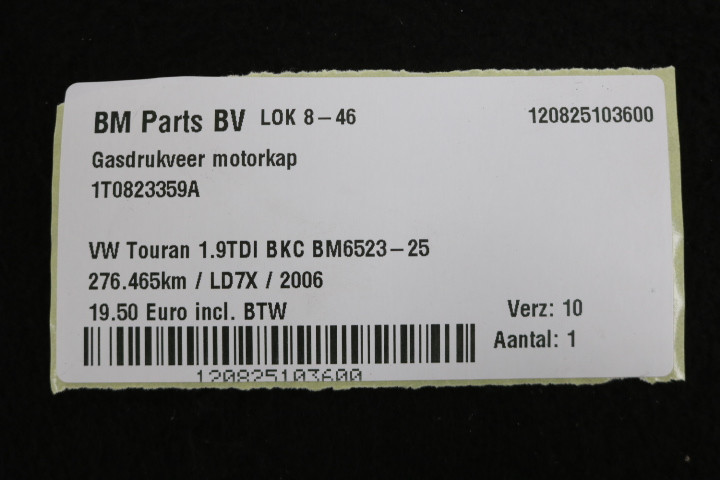 BM Parts BV LOK 8-46 120825103600
Gasdrukveer motorkap
1T0823359A
VW Touran 1.9TDI BKC BM6523-25
276.465km / LD7X / 2006
19.50 Euro incl. BTW Verz: 10
Aantal: 1
120825103600